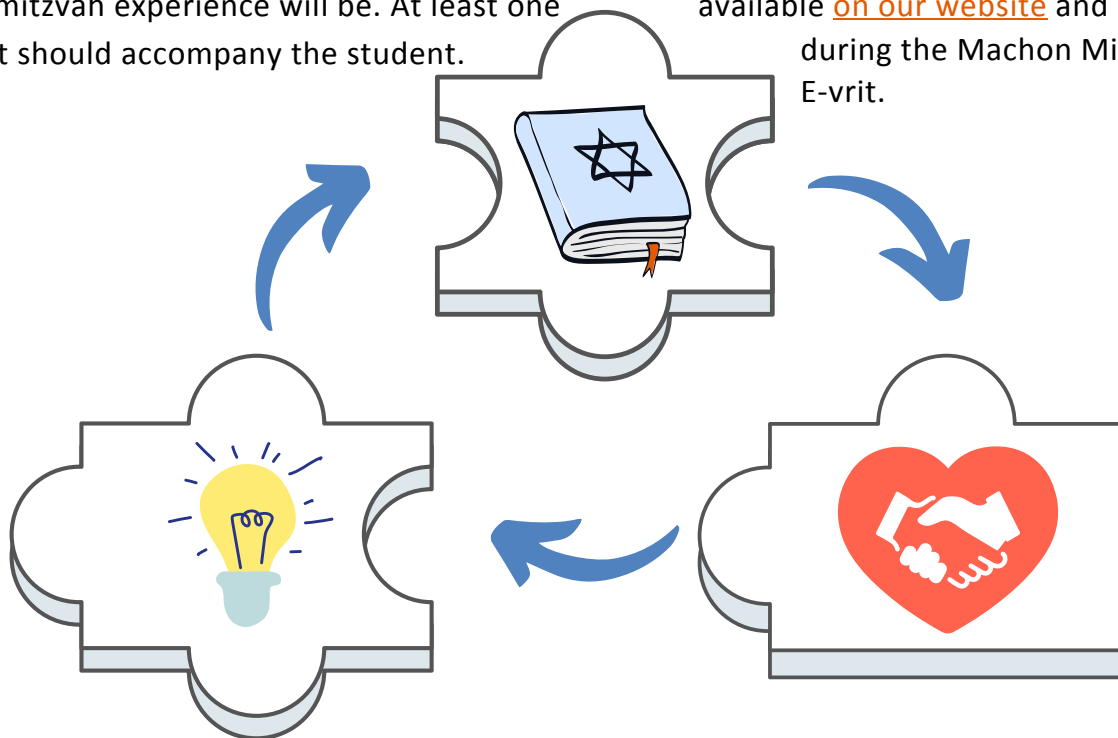 mitzvah experience will be. At least one
t should accompany the student.
available on our website and
during the Machon Mi
E-vrit.